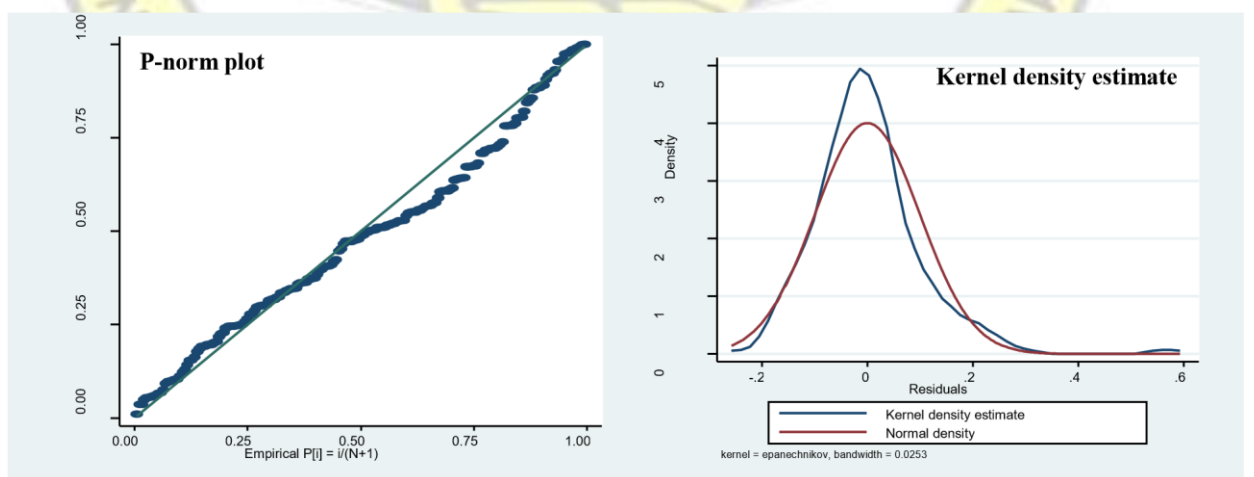 P-norm plot
1.00
0.75
0.50
0.25
0.00
0.00 0.25 0.50 0.75 1.00
Empirical P[i] = i/(N+1)
Kernel density estimate
5
4
3
2
1
0
Density
-.2 0 .2 .4 .6
Residuals
Kernel density estimate
Normal density
kernel = epanechnikov, bandwidth = 0.0253